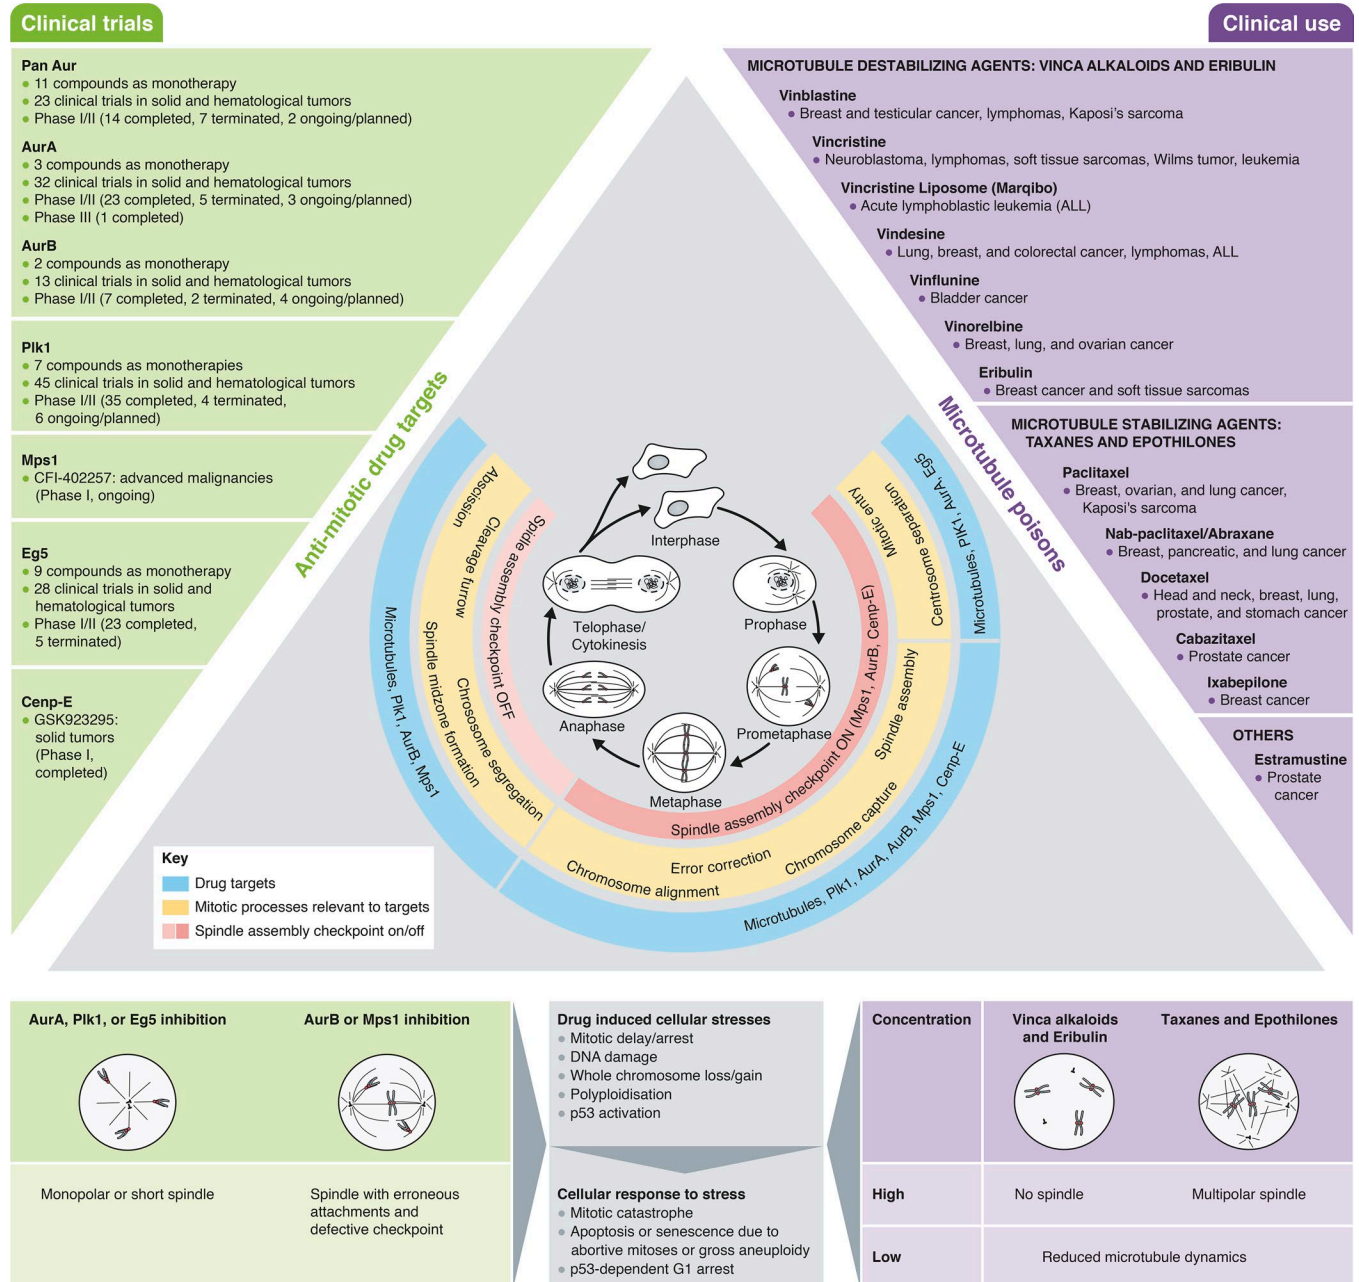 Clinical trials
Pan Aur
• 11 compounds as monotherapy
• 23 clinical trials in solid and hematological tumors
• Phase I/II (14 completed, 7 terminated, 2 ongoing/planned)
AurA
• 3 compounds as monotherapy
• 32 clinical trials in solid and hematological tumors
• Phase I/II (23 completed, 5 terminated, 3 ongoing/planned)
• Phase III (1 completed)
AurB
• 2 compounds as monotherapy
• 13 clinical trials in solid and hematological tumors
• Phase I/II (7 completed, 2 terminated, 4 ongoing/planned)
Plk1
• 7 compounds as monotherapies
• 45 clinical trials in solid and hematological tumors
• Phase I/II (35 completed, 4 terminated,
6 ongoing/planned)
Mps1
• CFI-402257: advanced malignancies
(Phase I, ongoing)
Eg5
• 9 compounds as monotherapy
• 28 clinical trials in solid and
hematological tumors
• Phase I/II (23 completed,
5 terminated)
Cenp-E
• GSK923295:
solid tumors
(Phase I,
completed)
Anti-mitotic drug targets
Clinical use
MICROTUBULE DESTABILIZING AGENTS: VINCA ALKALOIDS AND ERIBULIN
Vinblastine
• Breast and testicular cancer, lymphomas, Kaposi's sarcoma
Vincristine
• Neuroblastoma, lymphomas, soft tissue sarcomas, Wilms tumor, leukemia
Vincristine Liposome (Marqibo)
• Acute lymphoblastic leukemia (ALL)
Vindesine
• Lung, breast, and colorectal cancer, lymphomas, ALL
Vinflunine
• Bladder cancer
Vinorelbine
• Breast, lung, and ovarian cancer
Eribulin
• Breast cancer and soft tissue sarcomas
MICROTUBULE STABILIZING AGENTS:
TAXANES AND EPOTHILONES
Paclitaxel
• Breast, ovarian, and lung cancer,
Kaposi's sarcoma
Nab-paclitaxel/Abraxane
• Breast, pancreatic, and lung cancer
Docetaxel
• Head and neck, breast, lung,
prostate, and stomach cancer
Cabazitaxel
• Prostate cancer
Ixabepilone
• Breast cancer
OTHERS
Estramustine
• Prostate
cancer
Microtubule poisons
Microtubules, Plk1, AurB, Mps1
Abscission
Cleavage furrow
Spindle midzone formation
Chrososome segregation
Spidle assembly checkpoint OFF
Microtubules, PlK1, AurA, Eg5
Mitotic entry
Centrosome separation
Spindle assembly checkpoint ON (Mps1, AurB, Cenp-E)
Spindle assembly
Chromosome capture
Error correction
Chromosome alignment
Microtubules, Plk1, AurA, AurB, Mps1, Cenp-E
Interphase
Prophase
Prometaphase
Metaphase
Anaphase
Telophase/
Cytokinesis
Key
Drug targets
Mitotic processes relevant to targets
Spindle assembly checkpoint on/off
AurA, Plk1, or Eg5 inhibition
AurB or Mps1 inhibition
Monopolar or short spindle
Spindle with erroneous
attachments and
defective checkpoint
Drug induced cellular stresses
• Mitotic delay/arrest
• DNA damage
• Whole chromosome loss/gain
• Polyploidisation
• p53 activation
Cellular response to stress
• Mitotic catastrophe
• Apoptosis or senescence due to
abortive mitoses or gross aneuploidy
• p53-dependent G1 arrest
Concentration
Vinca alkaloids
and Eribulin
Taxanes and Epothilones
High
No spindle
Multipolar spindle
Low
Reduced microtubule dynamics